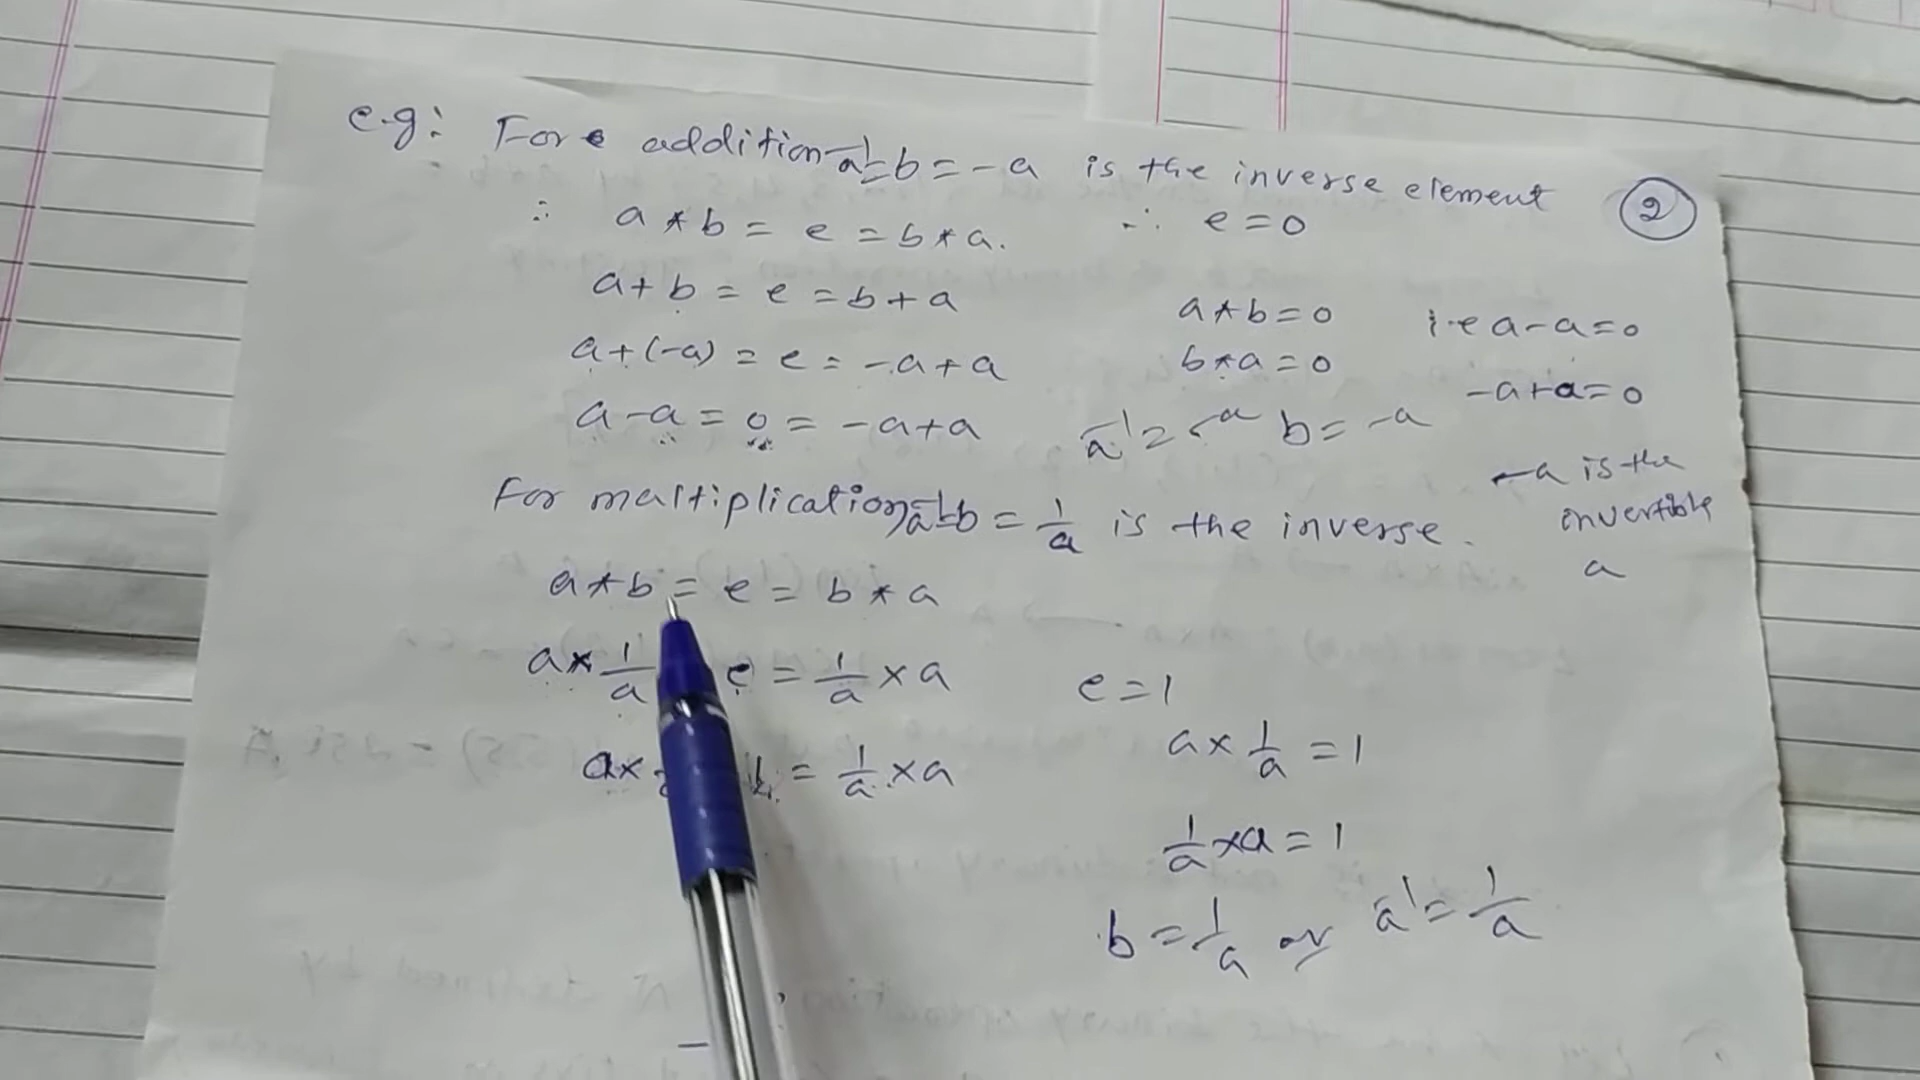 e.g: For addition a⁻¹=b = -a is the inverse element
②
∴ a * b = e = b * a. ∴ e = 0
a + b = e = b + a
a * b = 0 i.e a - a = 0
a + (-a) = e = -a + a
b * a = 0
-a + a = 0
a - a = 0 = -a + a
a⁻¹ = -a b = -a
-a is the invertible a
For multiplication a⁻¹=b = 1/a is the inverse.
a * b = e = b * a
a × 1/a e = 1/a × a
e = 1
a × 1/a = 1
a × 1 = 1/a × a
1/a × a = 1
b = 1/a or a⁻¹ = 1/a